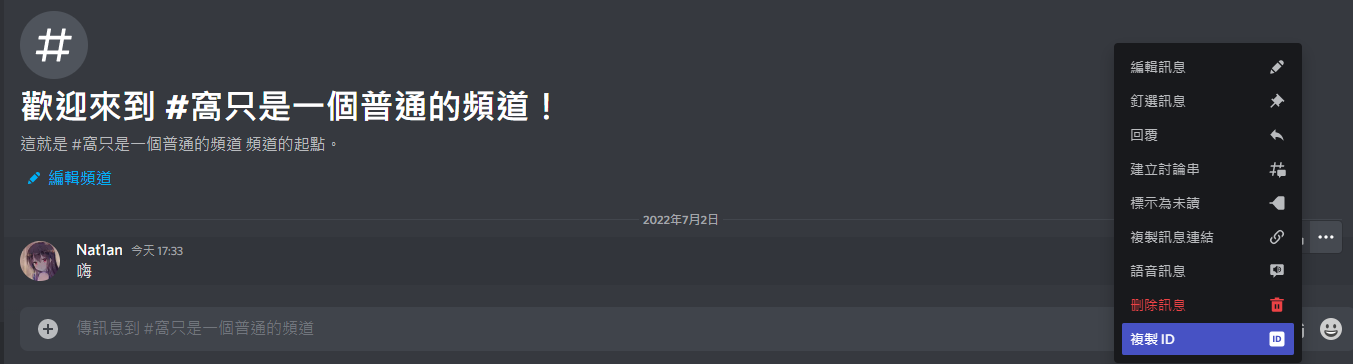 歡迎來到 #窩只是一個普通的頻道！
這就是 #窩只是一個普通的頻道 頻道的起點。
編輯頻道
2022年7月2日
Nat1an 今天 17:33
嗨
傳訊息到 #窩只是一個普通的頻道
編輯訊息
釘選訊息
回覆
建立討論串
標示為未讀
複製訊息連結
語音訊息
刪除訊息
複製 ID
ID